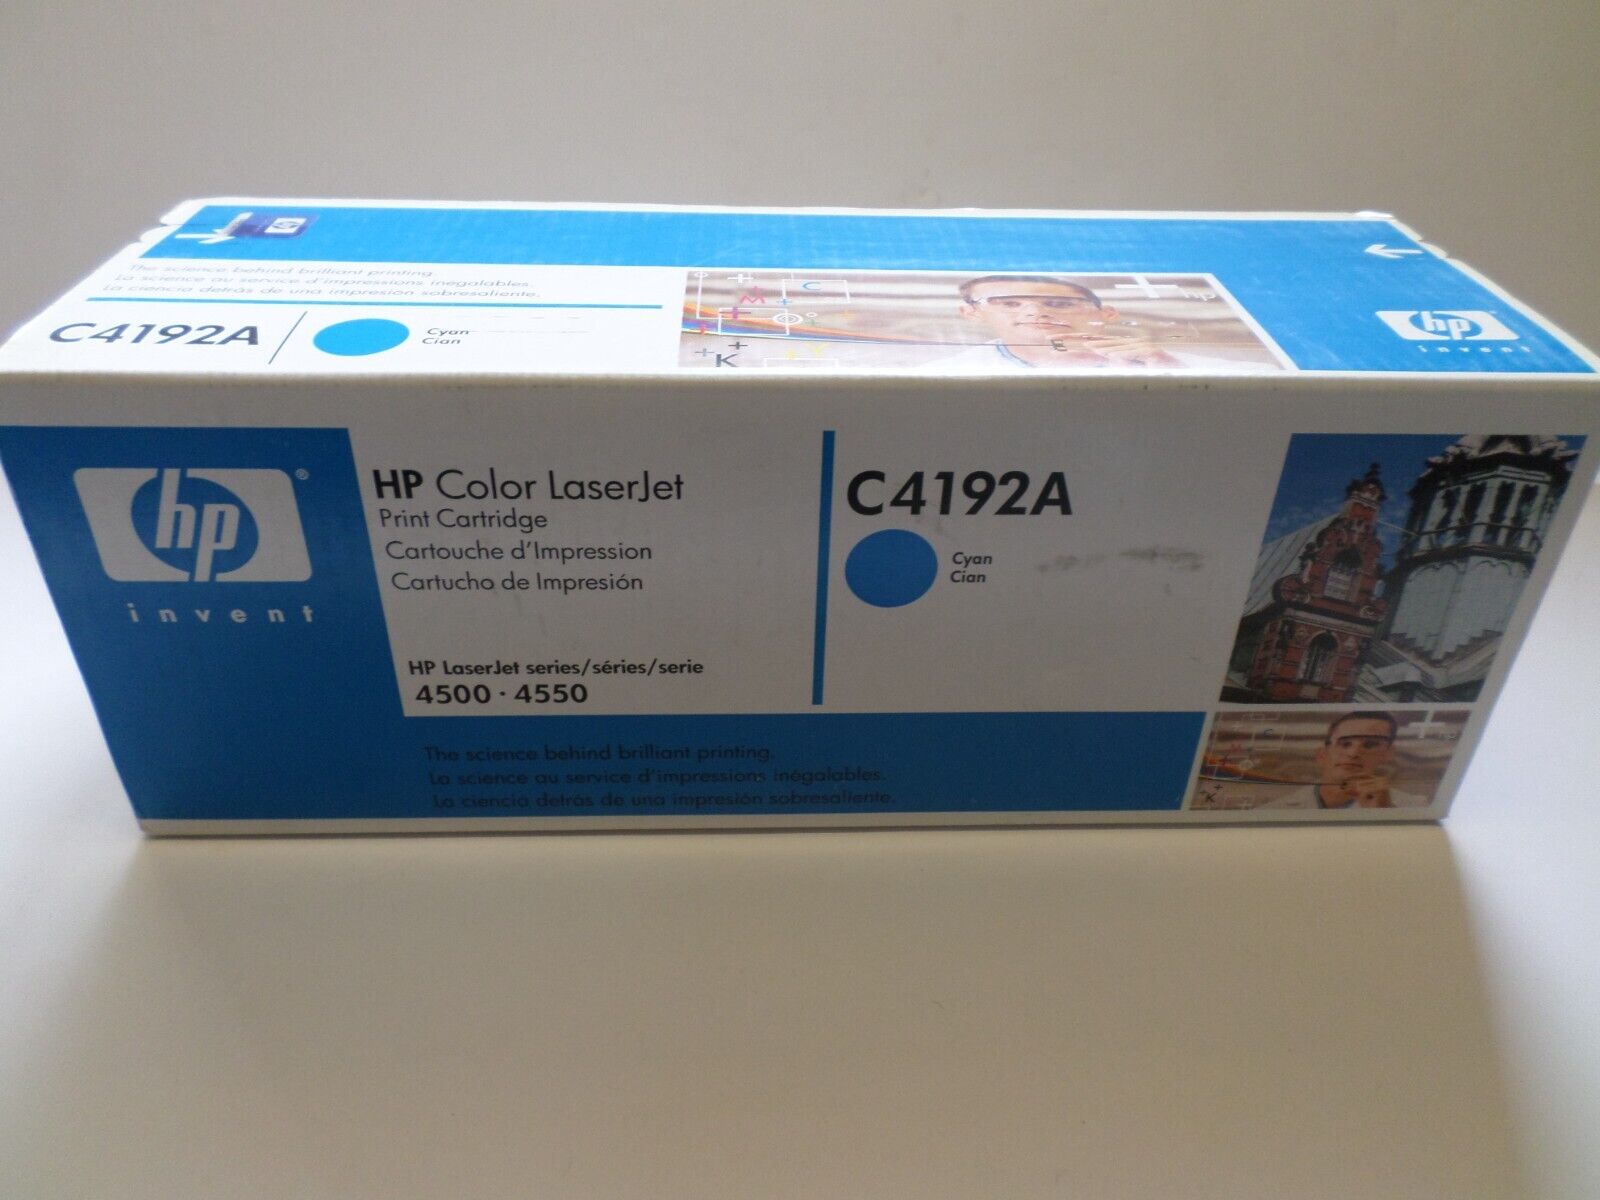 The science behind brilliant printing.
La science au service d'impressions inégalables.
La ciencia detrás de una impresión sobresaliente.
C4192A
Cyan
Cian
M
C
Y
K
hp
hp
invent
hp
invent
HP Color LaserJet
Print Cartridge
Cartouche d'Impression
Cartucho de Impresión
HP LaserJet series/séries/serie
4500 · 4550
C4192A
Cyan
Cian
The science behind brilliant printing.
La science au service d'impressions inégalables.
La ciencia detrás de una impresión sobresaliente.
M
C
K